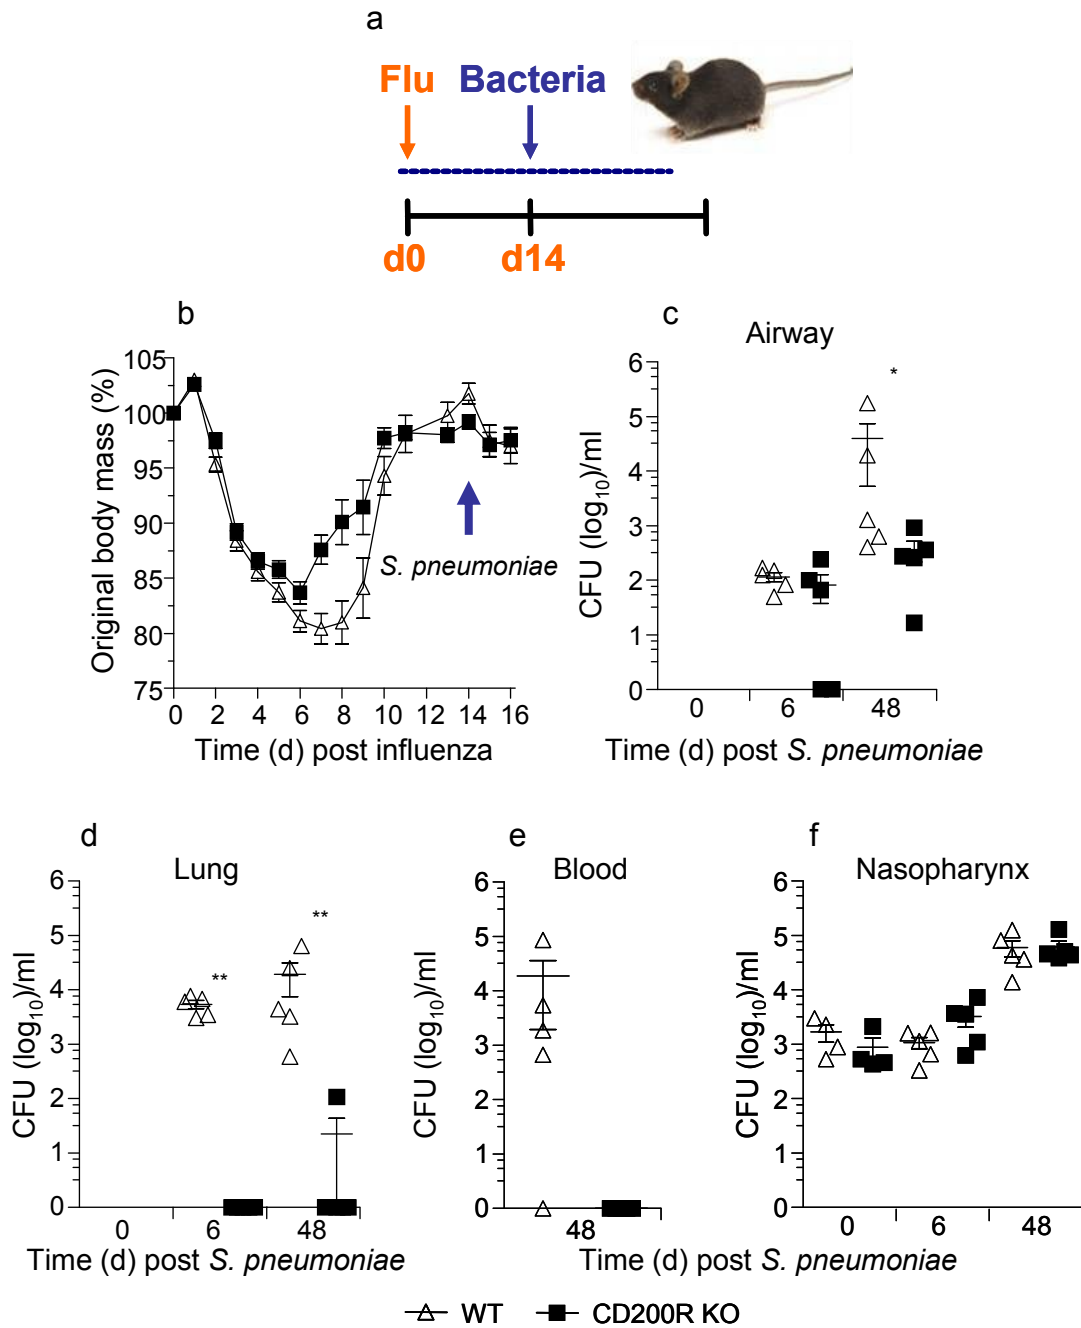 a
Flu Bacteria
d0 d14
b
105
100
95
90
85
80
75
Original body mass (%)
S. pneumoniae
0 2 4 6 8 10 12 14 16
Time (d) post influenza
c
Airway
6
5
4
3
2
1
0
CFU (log10)/ml
*
0 6 48
Time (d) post S. pneumoniae
d
Lung
6
5
4
3
2
1
0
CFU (log10)/ml
**
**
0 6 48
Time (d) post S. pneumoniae
e
Blood
6
5
4
3
2
1
0
CFU (log10)/ml
48
f
Nasopharynx
6
5
4
3
2
1
0
CFU (log10)/ml
0 6 48
Time (d) post S. pneumoniae
WT CD200R KO